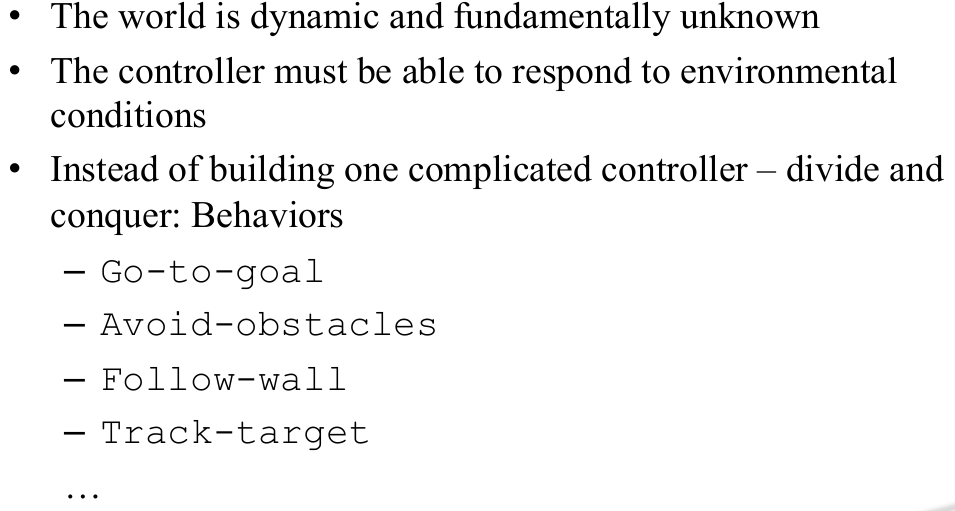 • The world is dynamic and fundamentally unknown
• The controller must be able to respond to environmental
conditions
• Instead of building one complicated controller – divide and
conquer: Behaviors
– Go-to-goal
– Avoid-obstacles
– Follow-wall
– Track-target
…